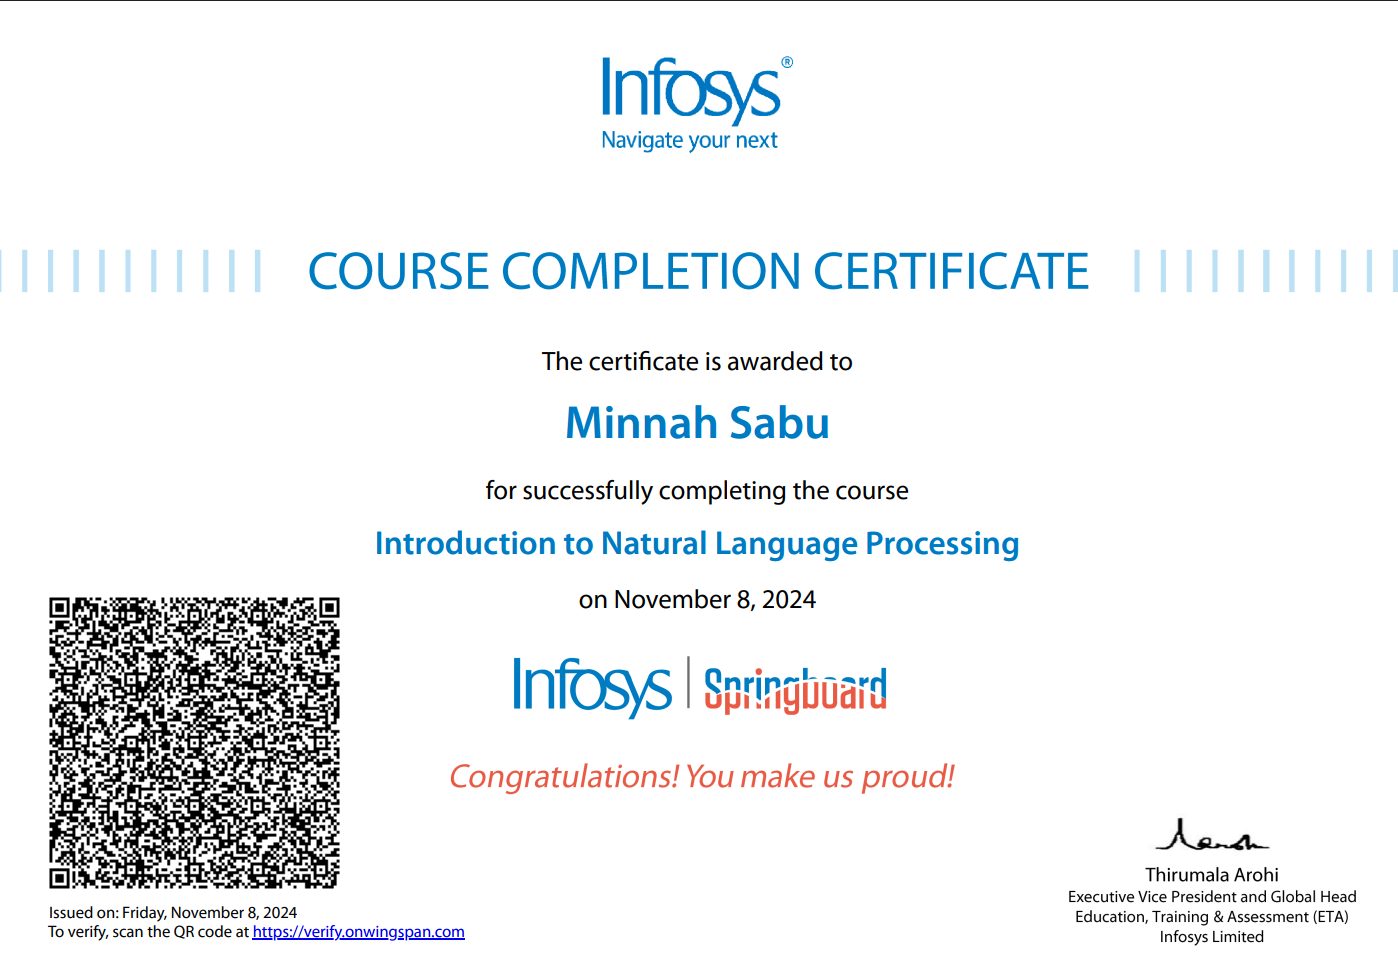 Infosys®
Navigate your next
COURSE COMPLETION CERTIFICATE
The certificate is awarded to
Minnah Sabu
for successfully completing the course
Introduction to Natural Language Processing
on November 8, 2024
Infosys | Springboard
Congratulations! You make us proud!
Issued on: Friday, November 8, 2024
To verify, scan the QR code at https://verify.onwingspan.com
Thirumala Arohi
Executive Vice President and Global Head
Education, Training & Assessment (ETA)
Infosys Limited